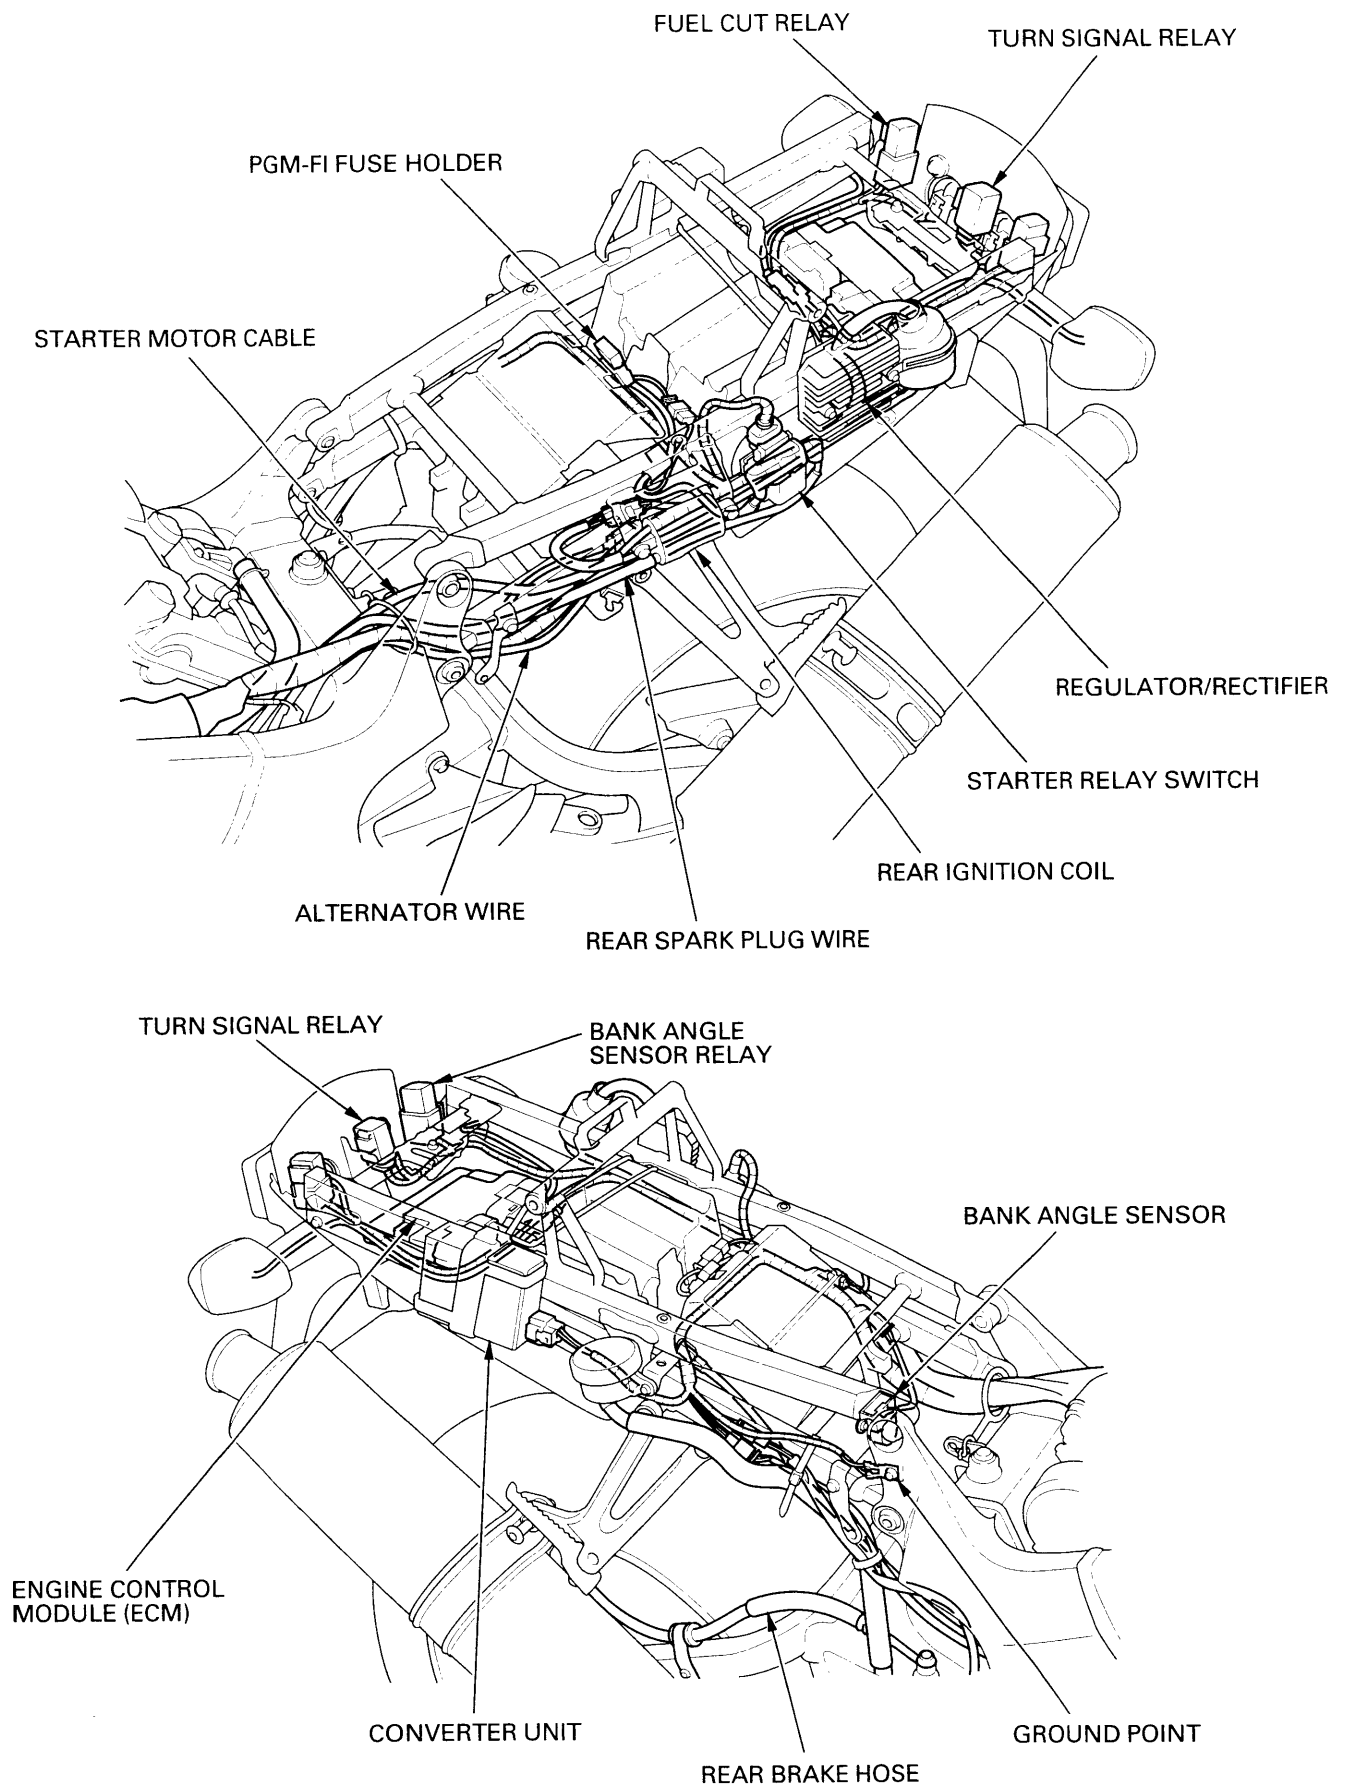 FUEL CUT RELAY
TURN SIGNAL RELAY
PGM-FI FUSE HOLDER
STARTER MOTOR CABLE
REGULATOR/RECTIFIER
STARTER RELAY SWITCH
REAR IGNITION COIL
ALTERNATOR WIRE
REAR SPARK PLUG WIRE
TURN SIGNAL RELAY
BANK ANGLE
SENSOR RELAY
BANK ANGLE SENSOR
ENGINE CONTROL
MODULE (ECM)
CONVERTER UNIT
GROUND POINT
REAR BRAKE HOSE